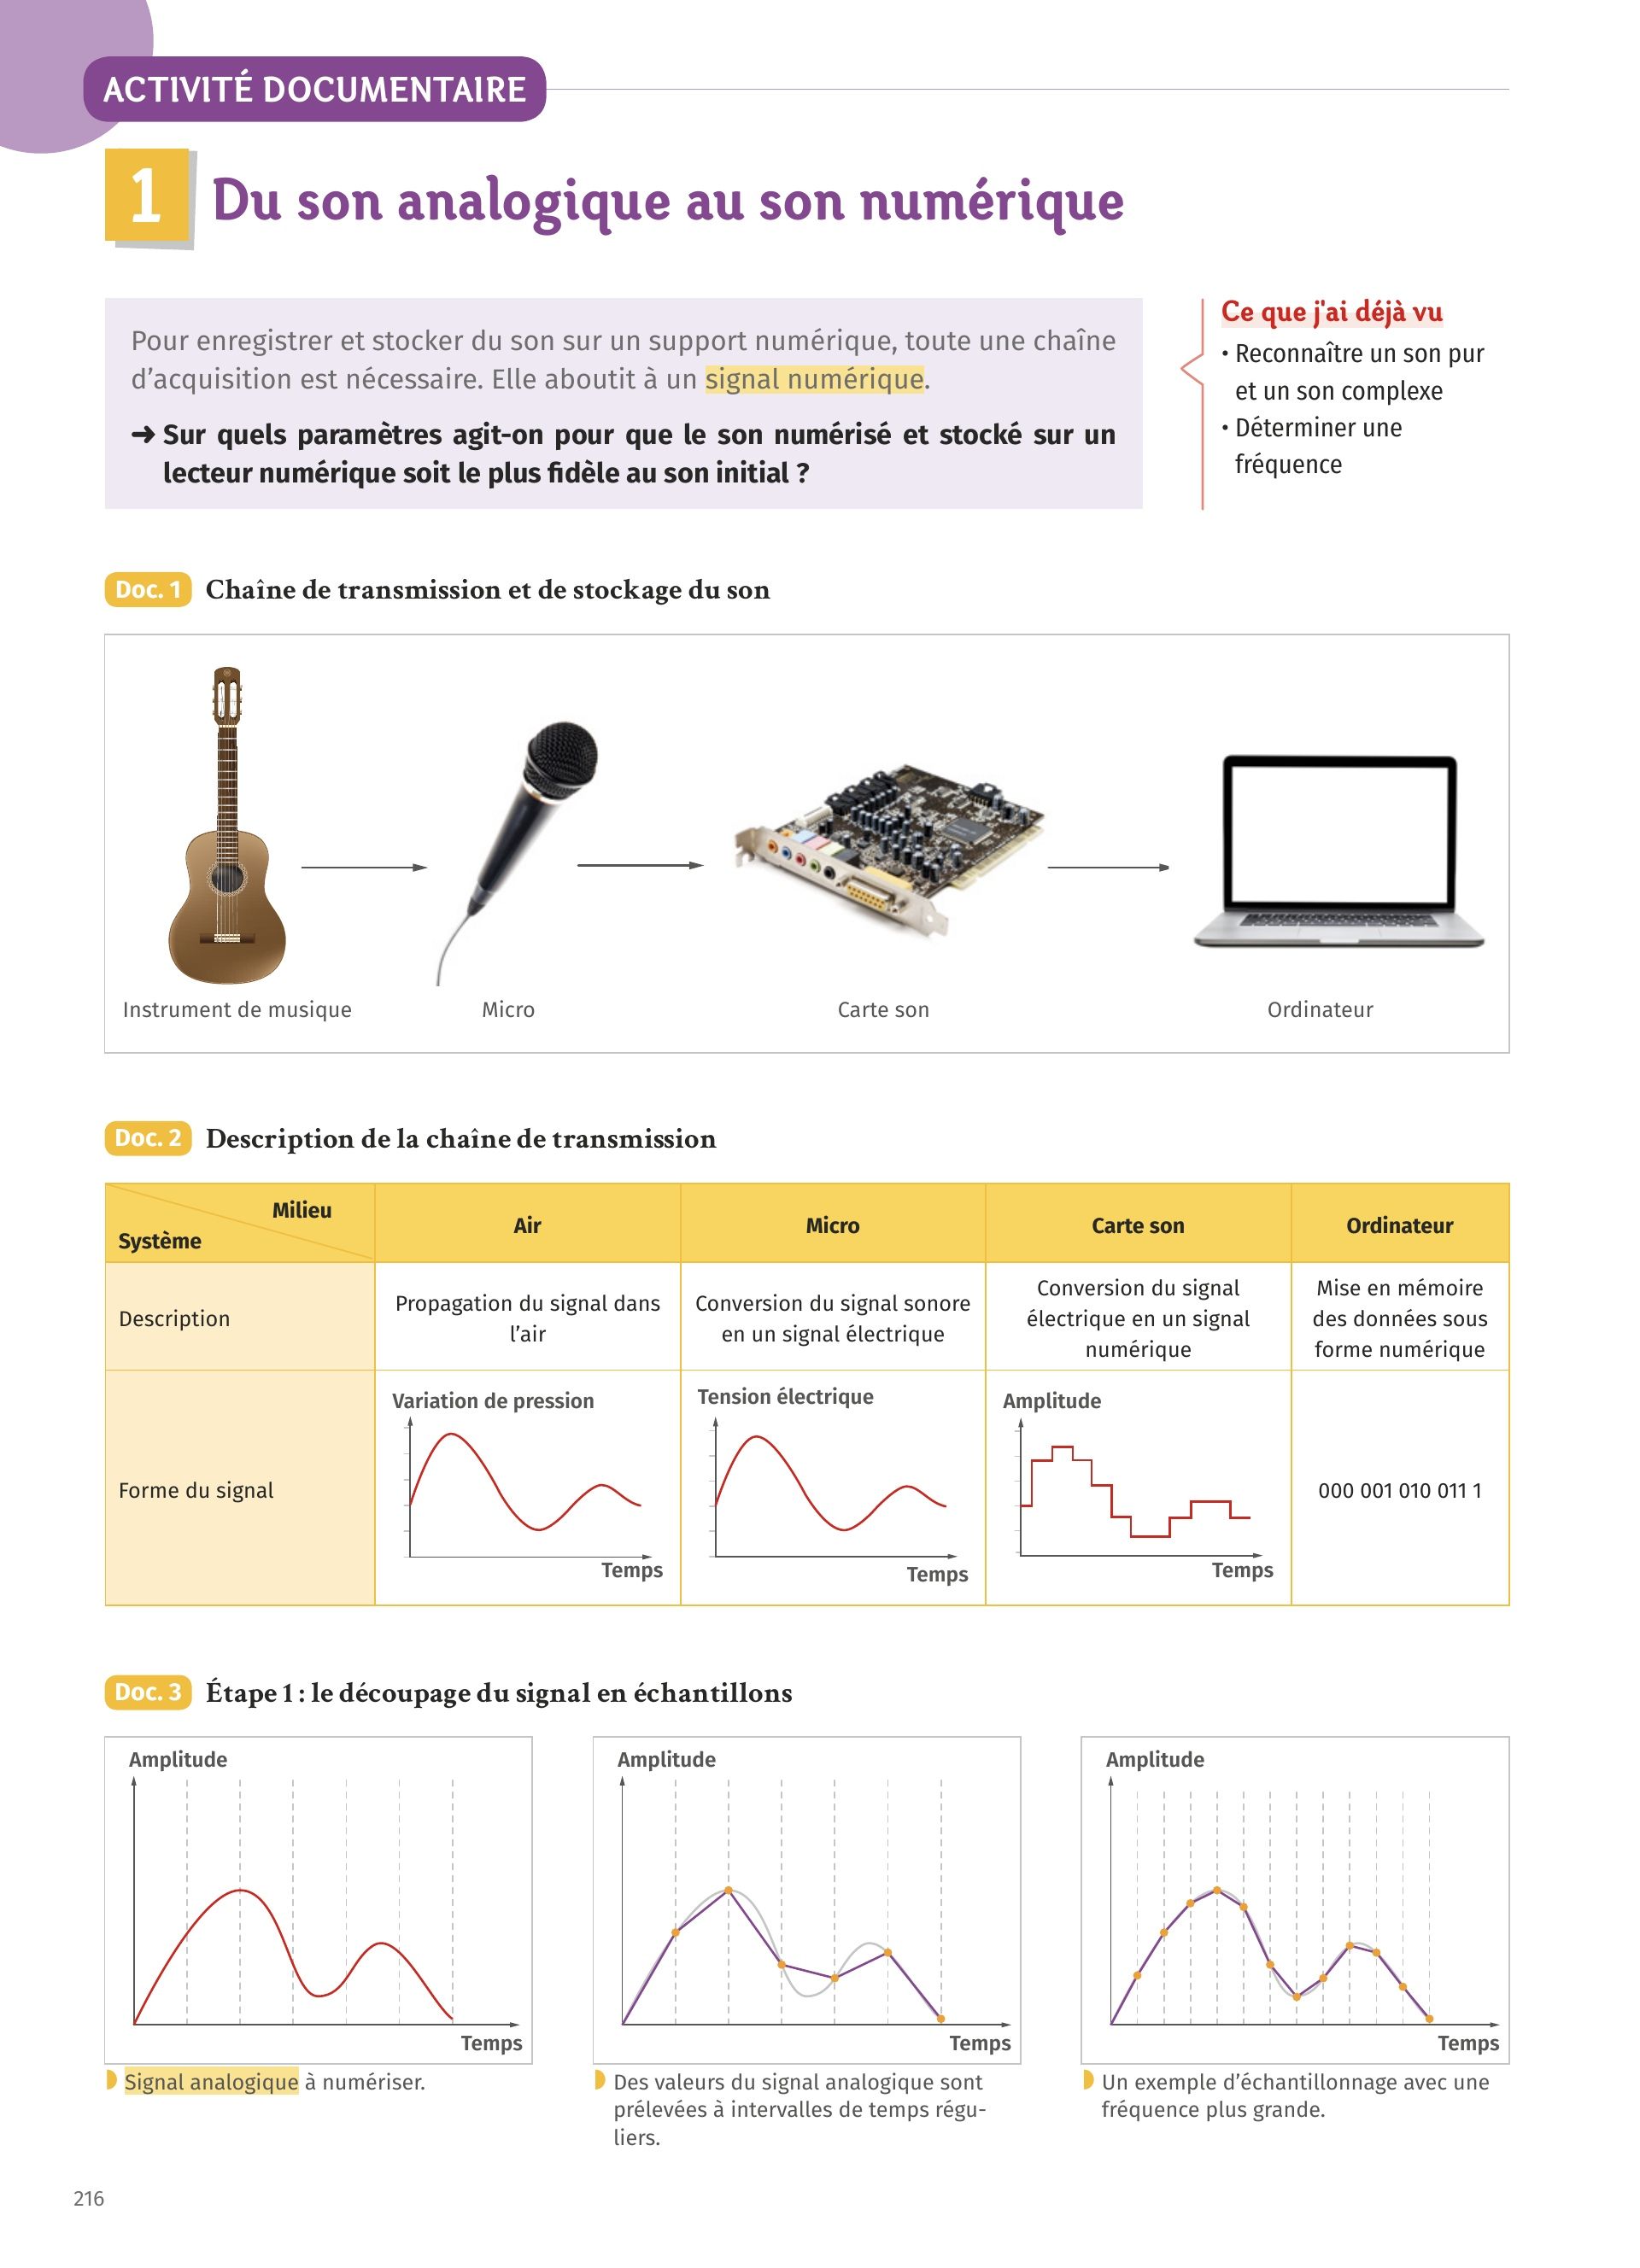 ACTIVITÉ DOCUMENTAIRE
1 Du son analogique au son numérique
Pour enregistrer et stocker du son sur un support numérique, toute une chaîne
d'acquisition est nécessaire. Elle aboutit à un signal numérique.
➜ Sur quels paramètres agit-on pour que le son numérisé et stocké sur un
lecteur numérique soit le plus fidèle au son initial ?
Ce que j'ai déjà vu
• Reconnaître un son pur
et un son complexe
• Déterminer une
fréquence
Doc. 1 Chaîne de transmission et de stockage du son
Instrument de musique
Micro
Carte son
Ordinateur
Doc. 2 Description de la chaîne de transmission
Milieu
Système
Air
Micro
Carte son
Ordinateur
Description
Propagation du signal dans
l'air
Conversion du signal sonore
en un signal électrique
Conversion du signal
électrique en un signal
numérique
Mise en mémoire
des données sous
forme numérique
Forme du signal
Variation de pression
Temps
Tension électrique
Temps
Amplitude
Temps
000 001 010 011 1
Doc. 3 Étape 1 : le découpage du signal en échantillons
Amplitude
Temps
Signal analogique à numériser.
Amplitude
Temps
Des valeurs du signal analogique sont
prélevées à intervalles de temps régu-
liers.
Amplitude
Temps
Un exemple d'échantillonnage avec une
fréquence plus grande.
216